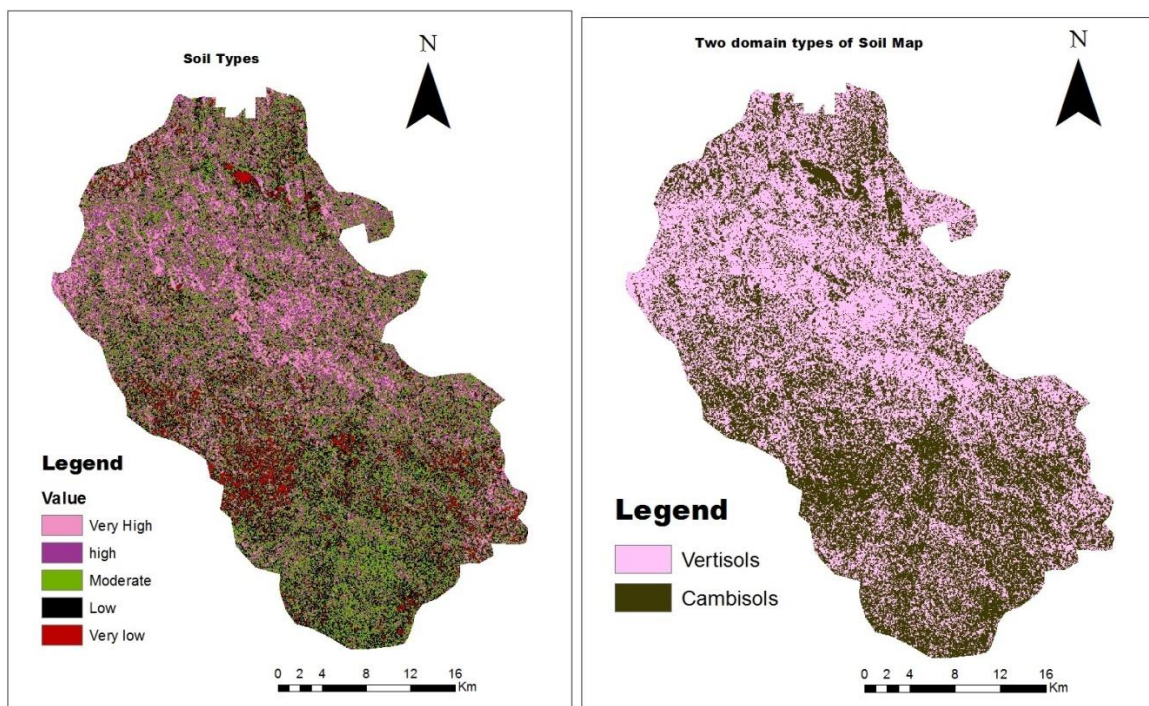 Soil Types
N
Legend
Value
Very High
high
Moderate
Low
Very low
0 2 4 8 12 16
Km
Two domain types of Soil Map
N
Legend
Vertisols
Cambisols
0 2 4 8 12 16
Km